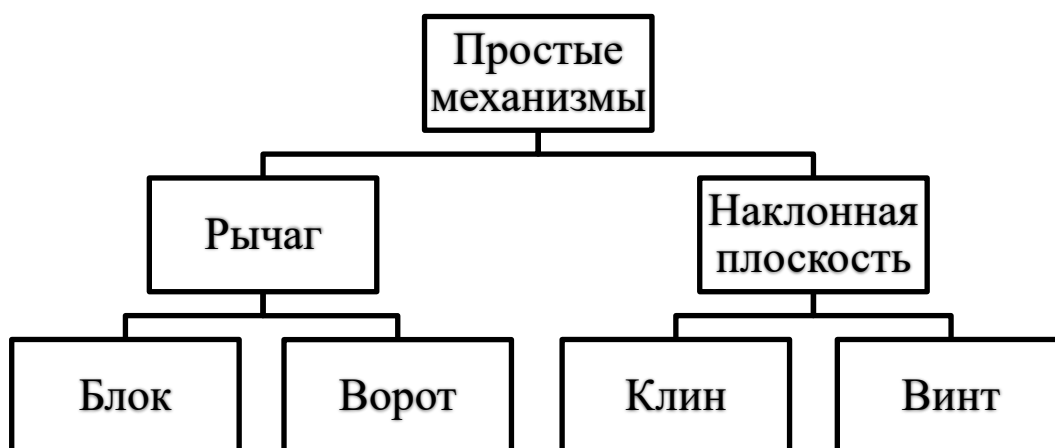 Простые
механизмы
Рычаг
Наклонная
плоскость
Блок
Ворот
Клин
Винт